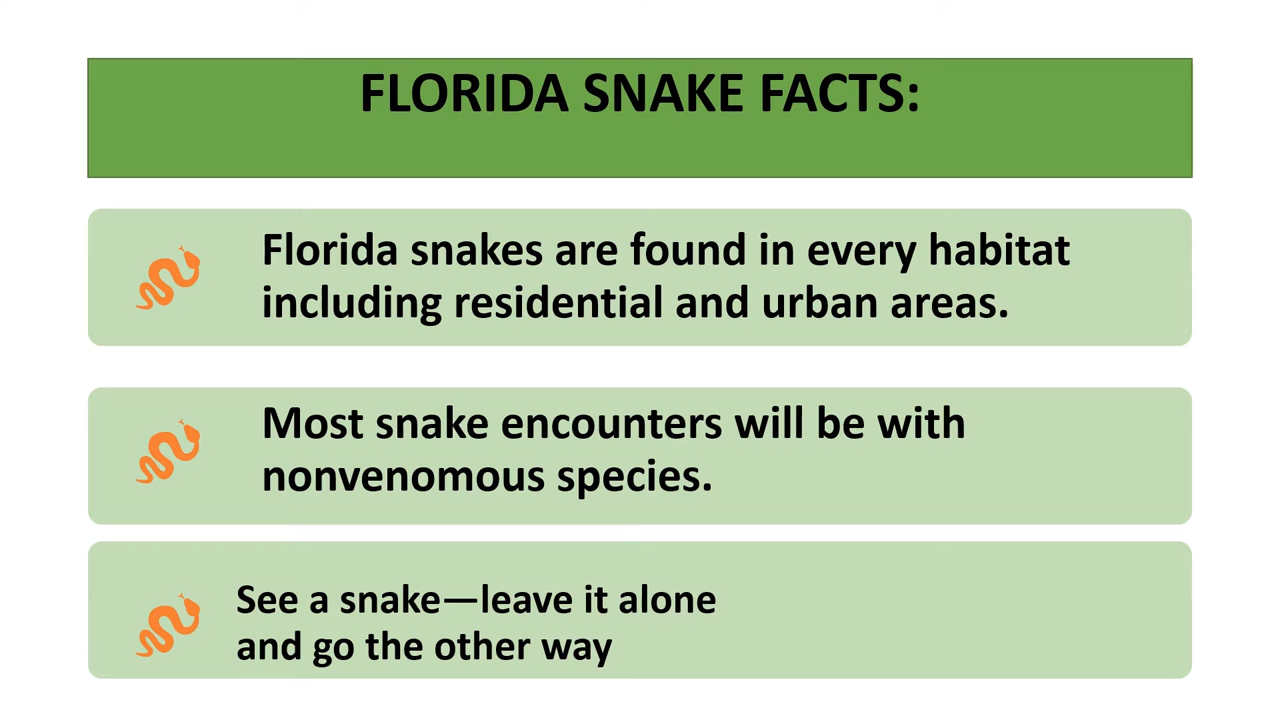 FLORIDA SNAKE FACTS:
Florida snakes are found in every habitat
including residential and urban areas.
Most snake encounters will be with
nonvenomous species.
See a snake—leave it alone
and go the other way